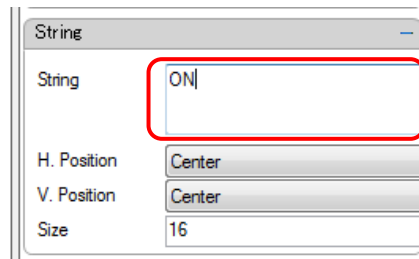 String
String ON
H. Position Center
V. Position Center
Size 16